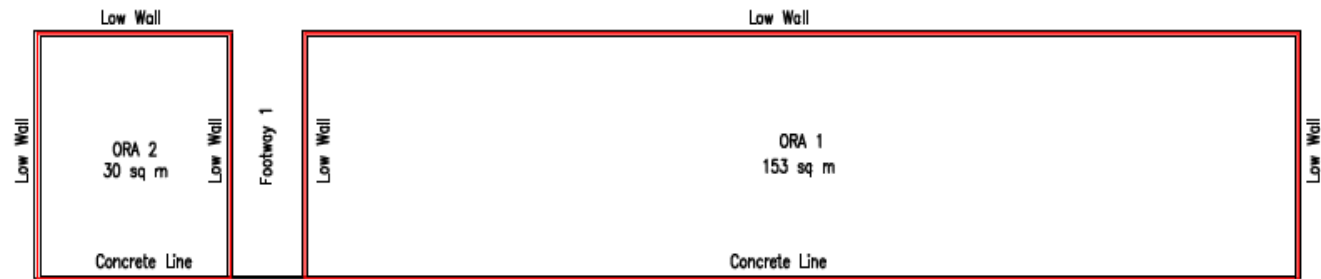 Low Wall
Low Wall
Low Wall
ORA 2
30 sq m
Low Wall
Footway 1
Low Wall
ORA 1
153 sq m
Low Wall
Concrete Line
Concrete Line